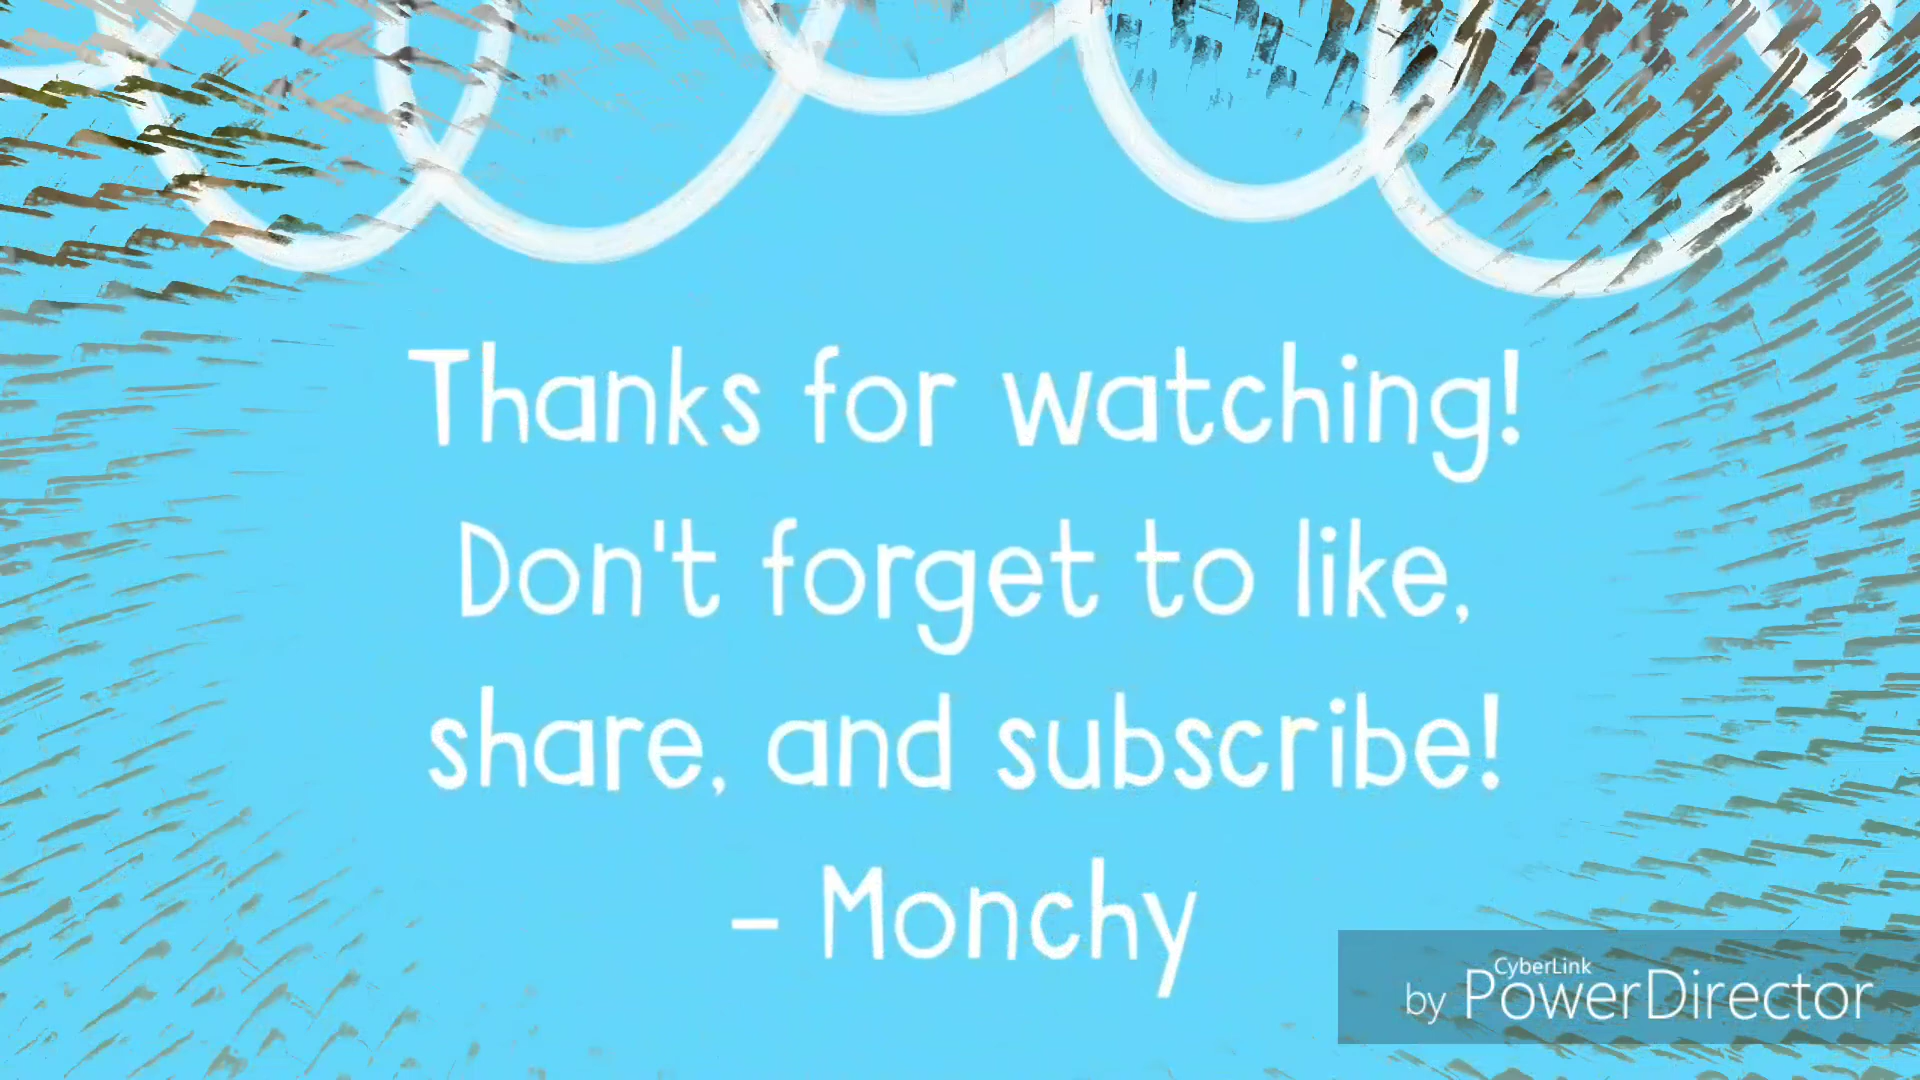 Thanks for watching!
Don't forget to like,
share, and subscribe!
- Monchy
CyberLink
by PowerDirector